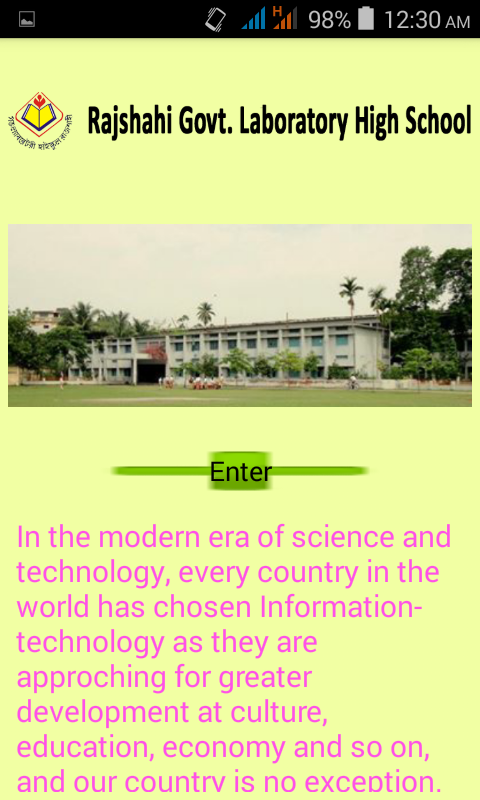 H 98% 12:30 AM
Rajshahi Govt. Laboratory High School
Enter
In the modern era of science and
technology, every country in the
world has chosen Information-
technology as they are
approching for greater
development at culture,
education, economy and so on,
and our country is no exception.